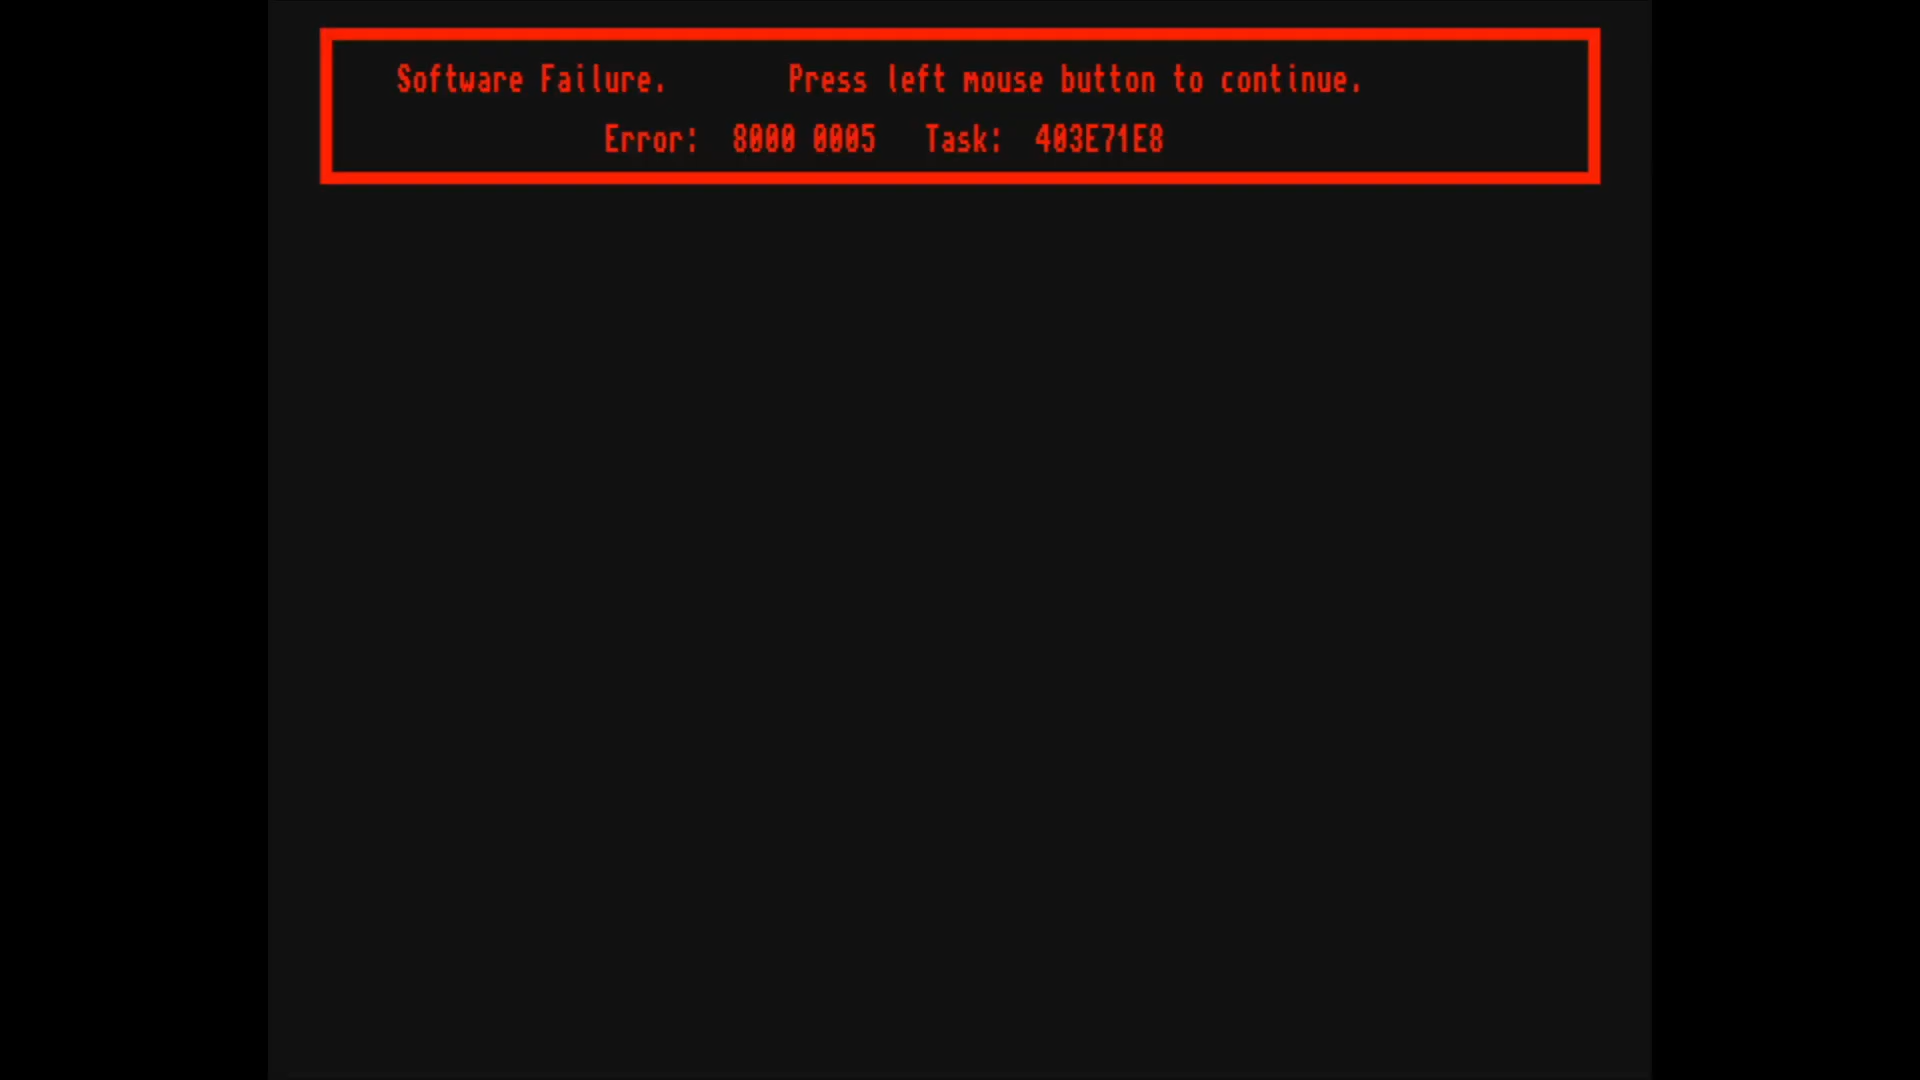 Software Failure. Press left mouse button to continue.
Error: 8000 0005 Task: 403E71E8